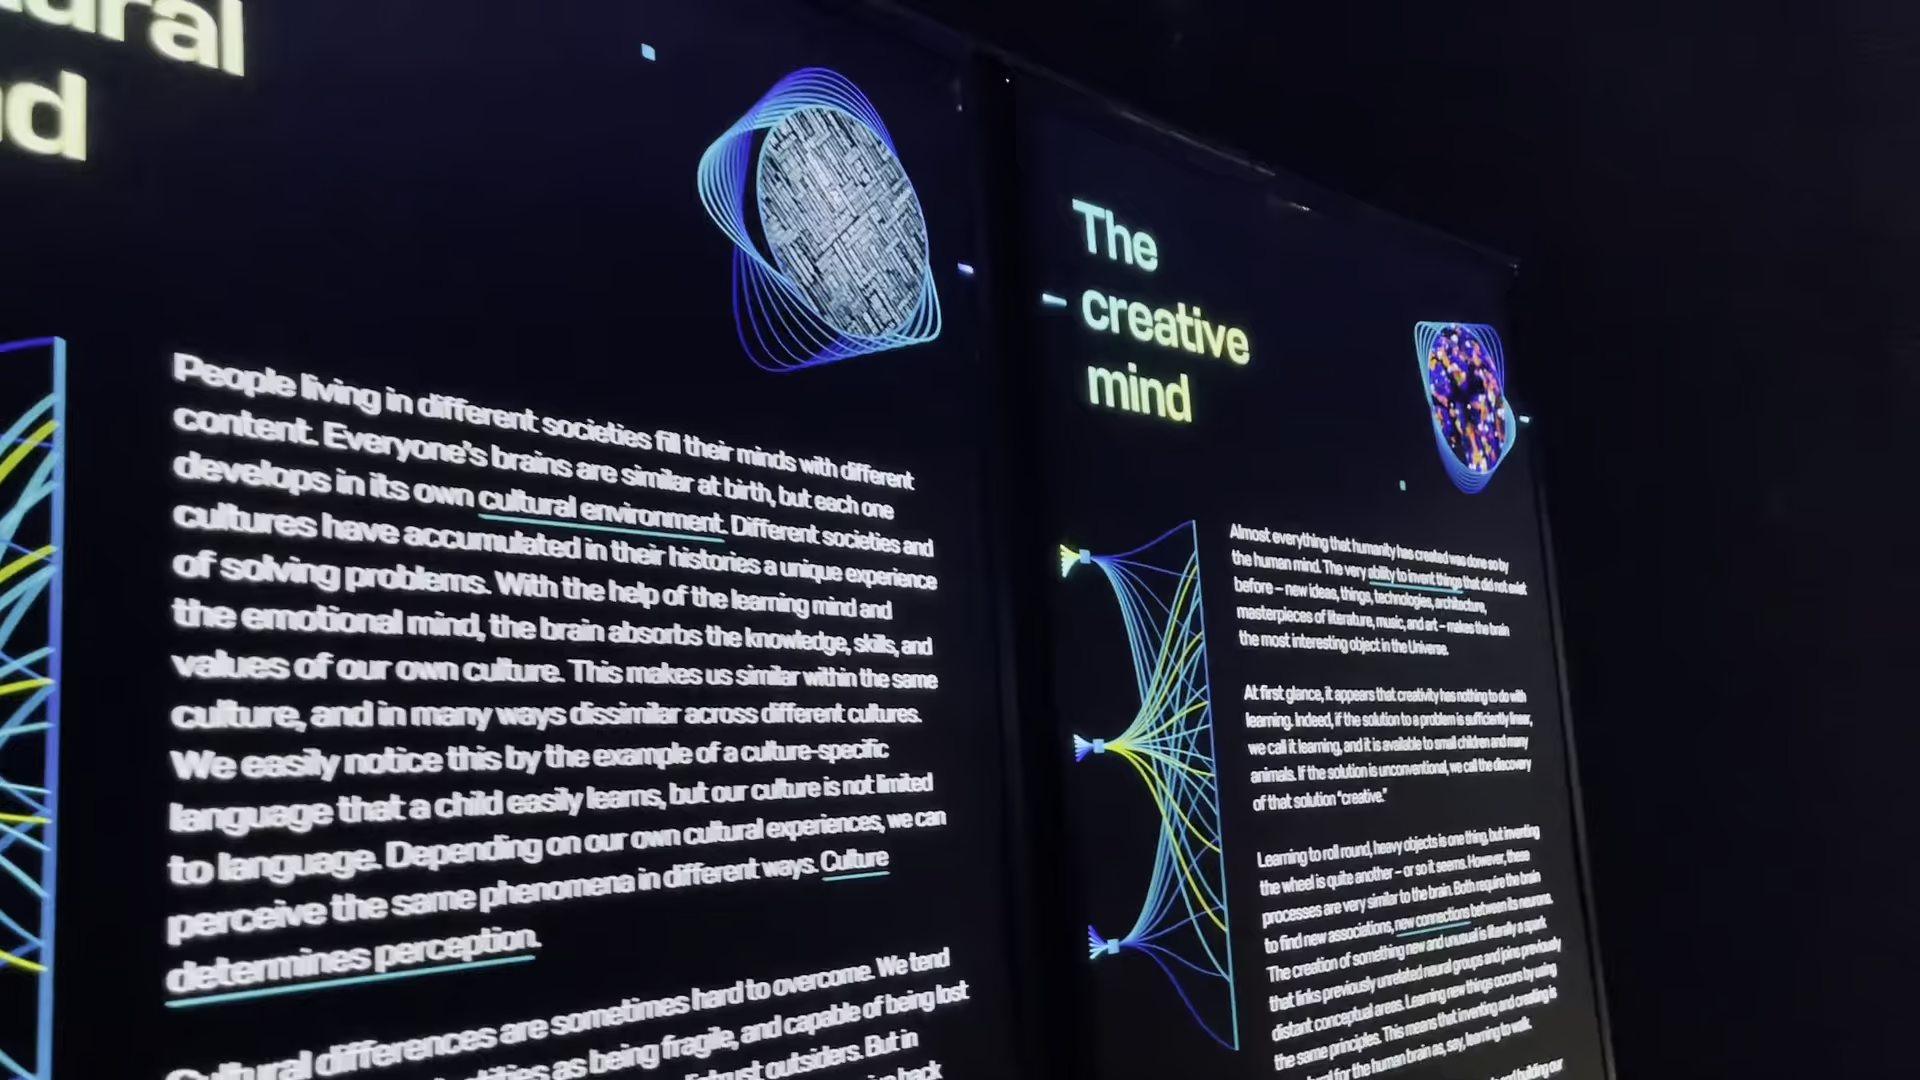 ural
nd
People living in different societies fill their minds with different
content. Everyone's brains are similar at birth, but each one
develops in its own cultural environment. Different societies and
cultures have accumulated in their histories a unique experience
of solving problems. With the help of the learning mind and
the emotional mind, the brain absorbs the knowledge, skills, and
values of our own culture. This makes us similar within the same
culture, and in many ways dissimilar across different cultures.
We easily notice this by the example of a culture-specific
language that a child easily learns, but our culture is not limited
to language. Depending on our own cultural experiences, we can
perceive the same phenomena in different ways. Culture
determines perception.
Cultural differences are sometimes hard to overcome. We tend
as being fragile, and capable of being lost
outsiders. But in
back
The
creative
mind
Almost everything that humanity has created was done so by
the human mind. The very ability to invent things that did not exist
before – new ideas, things, technologies, architecture,
masterpieces of literature, music, and art – makes the brain
the most interesting object in the Universe.
At first glance, it appears that creativity has nothing to do with
learning. Indeed, if the solution to a problem is sufficiently linear,
we call it learning, and it is available to small children and many
animals. If the solution is unconventional, we call the discovery
of that solution "creative."
Learning to roll round, heavy objects is one thing, but inventing
the wheel is quite another – or so it seems. However, these
processes are very similar to the brain. Both require the brain
to find new associations, new connections between its neurons.
The creation of something new and unusual is literally a spark
that links previously unrelated neural groups and joins previously
distant conceptual areas. Learning new things occurs by using
the same principles. This means that inventing and creating is
for the human brain as, say, learning to walk.
and building our